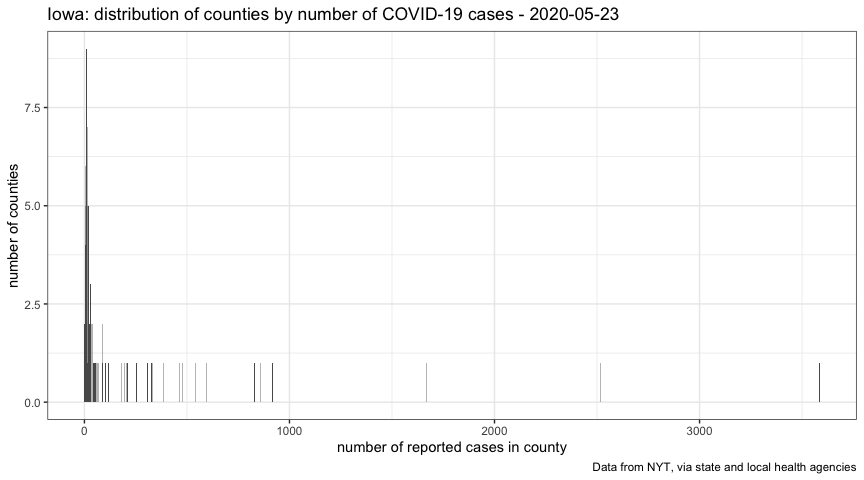 Iowa: distribution of counties by number of COVID-19 cases - 2020-05-23
number of counties
7.5
5.0
2.5
0.0
0 1000 2000 3000
number of reported cases in county
Data from NYT, via state and local health agencies